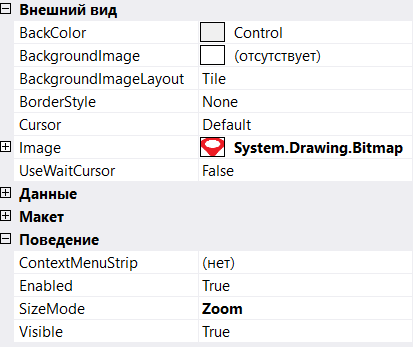 Внешний вид
BackColor Control
BackgroundImage (отсутствует)
BackgroundImageLayout Tile
BorderStyle None
Cursor Default
Image System.Drawing.Bitmap
UseWaitCursor False
Данные
Макет
Поведение
ContextMenuStrip (нет)
Enabled True
SizeMode Zoom
Visible True